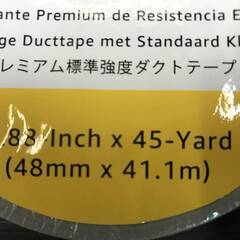 ante Premium de Resistencia E
ge Ducttape met Standaard Kl
レミアム標準強度ダクトテープ
.88-Inch x 45-Yard
(48mm x 41.1m)